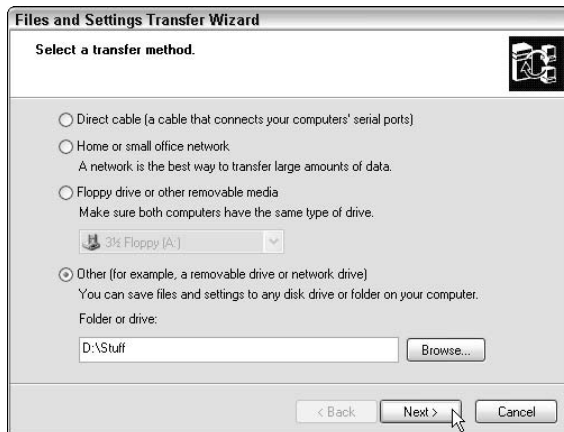 Files and Settings Transfer Wizard
Select a transfer method.
Direct cable (a cable that connects your computers' serial ports)
Home or small office network
A network is the best way to transfer large amounts of data.
Floppy drive or other removable media
Make sure both computers have the same type of drive.
3½ Floppy (A:)
Other (for example, a removable drive or network drive)
You can save files and settings to any disk drive or folder on your computer.
Folder or drive:
D:\Stuff
Browse...
< Back
Next >
Cancel